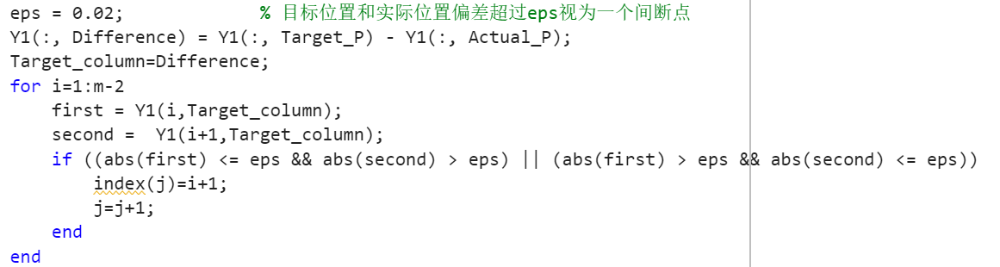 eps = 0.02;             % 目标位置和实际位置偏差超过eps视为一个间断点
Y1(:, Difference) = Y1(:, Target_P) - Y1(:, Actual_P);
Target_column=Difference;
for i=1:m-2
    first = Y1(i,Target_column);
    second =  Y1(i+1,Target_column);
    if ((abs(first) <= eps && abs(second) > eps) || (abs(first) > eps && abs(second) <= eps))
        index(j)=i+1;
        j=j+1;
    end
end